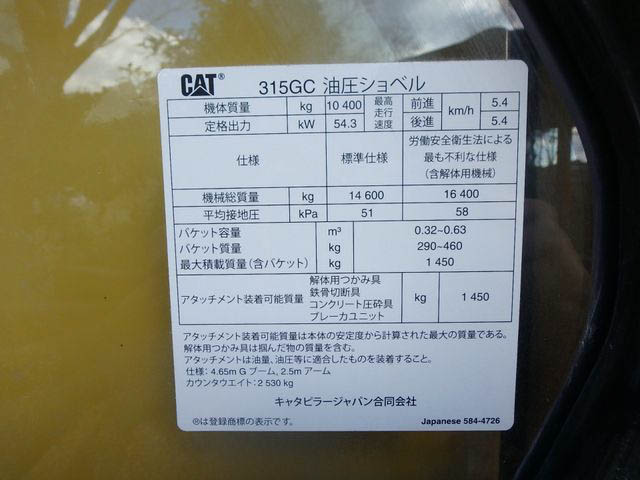 CAT® 315GC 油圧ショベル
機体質量 kg 10 400 最高走行速度 前進 km/h 5.4
定格出力 kW 54.3 後進 5.4
仕様 標準仕様 労働安全衛生法による最も不利な仕様(含解体用機械)
機械総質量 kg 14 600 16 400
平均接地圧 kPa 51 58
バケット容量 m³ 0.32~0.63
バケット質量 kg 290~460
最大積載質量(含バケット) kg 1 450
アタッチメント装着可能質量 解体用つかみ具 鉄骨切断具 コンクリート圧砕具 ブレーカユニット kg 1 450
アタッチメント装着可能質量は本体の安定度から計算された最大の質量である。
解体用つかみ具は掴んだ物の質量を含む。
アタッチメントは油量、油圧等に適合したものを装着すること。
仕様: 4.65m G ブーム, 2.5m アーム
カウンタウエイト: 2 530 kg
キャタピラージャパン合同会社
®は登録商標の表示です。 Japanese 584-4726